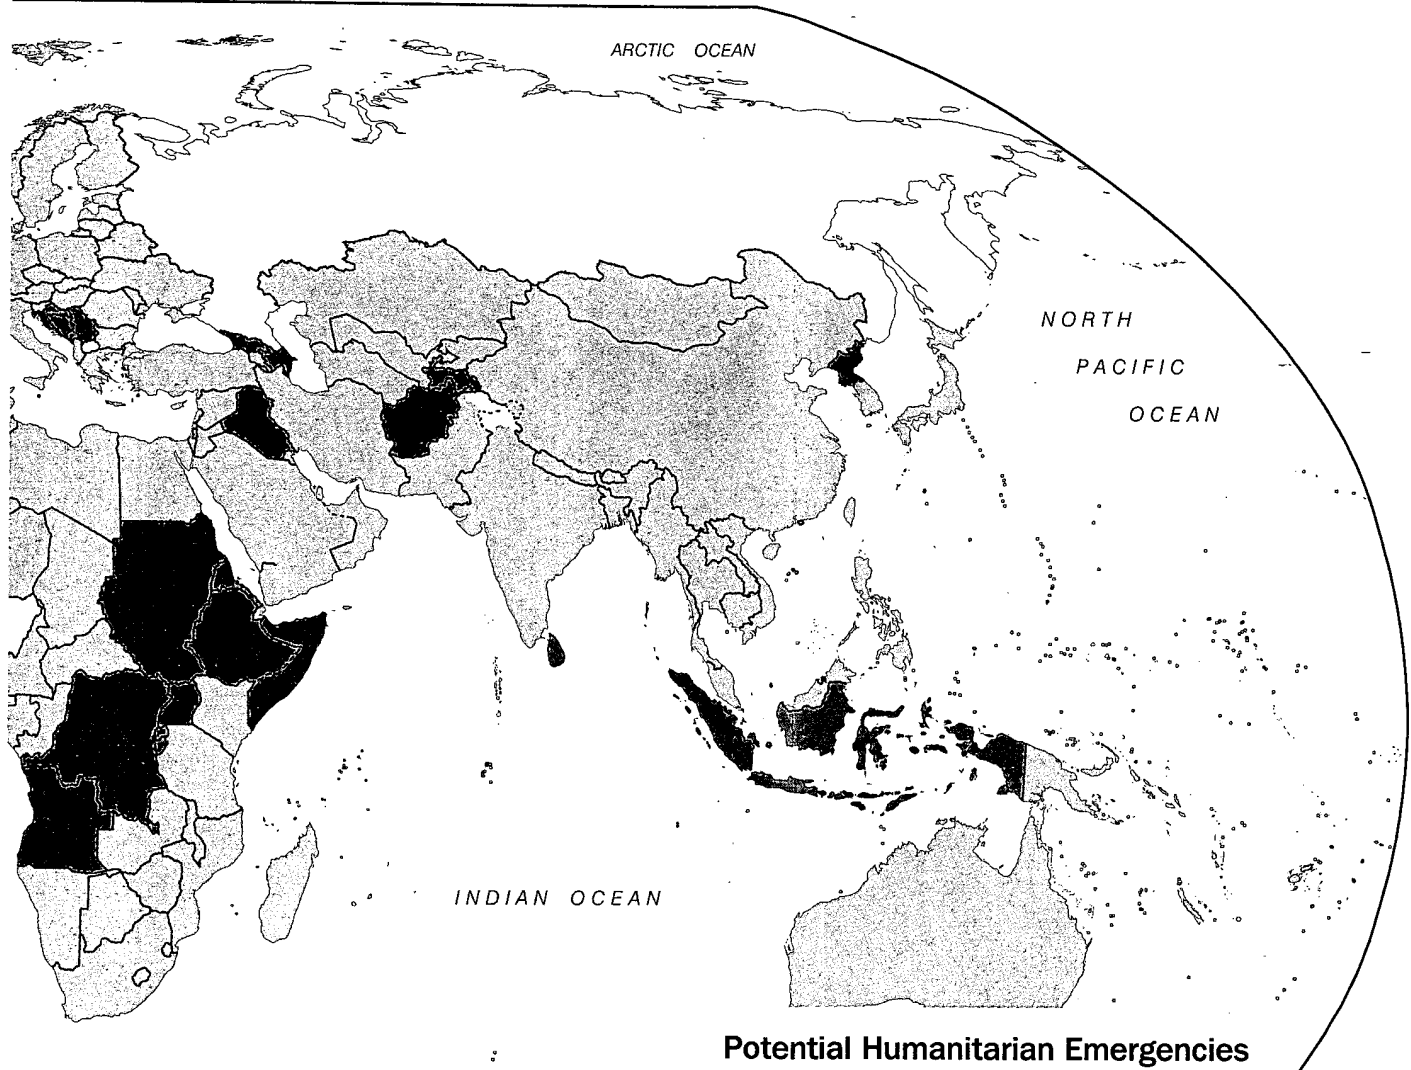 ARCTIC OCEAN
NORTH
PACIFIC
OCEAN
INDIAN OCEAN
Potential Humanitarian Emergencies